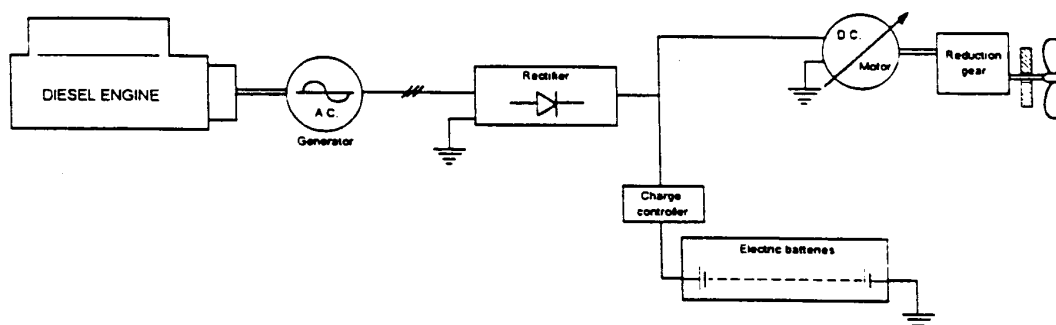 DIESEL ENGINE
A.C.
Generator
Rectifier
D.C.
Motor
Reduction
gear
Charge
controller
Electric batteries